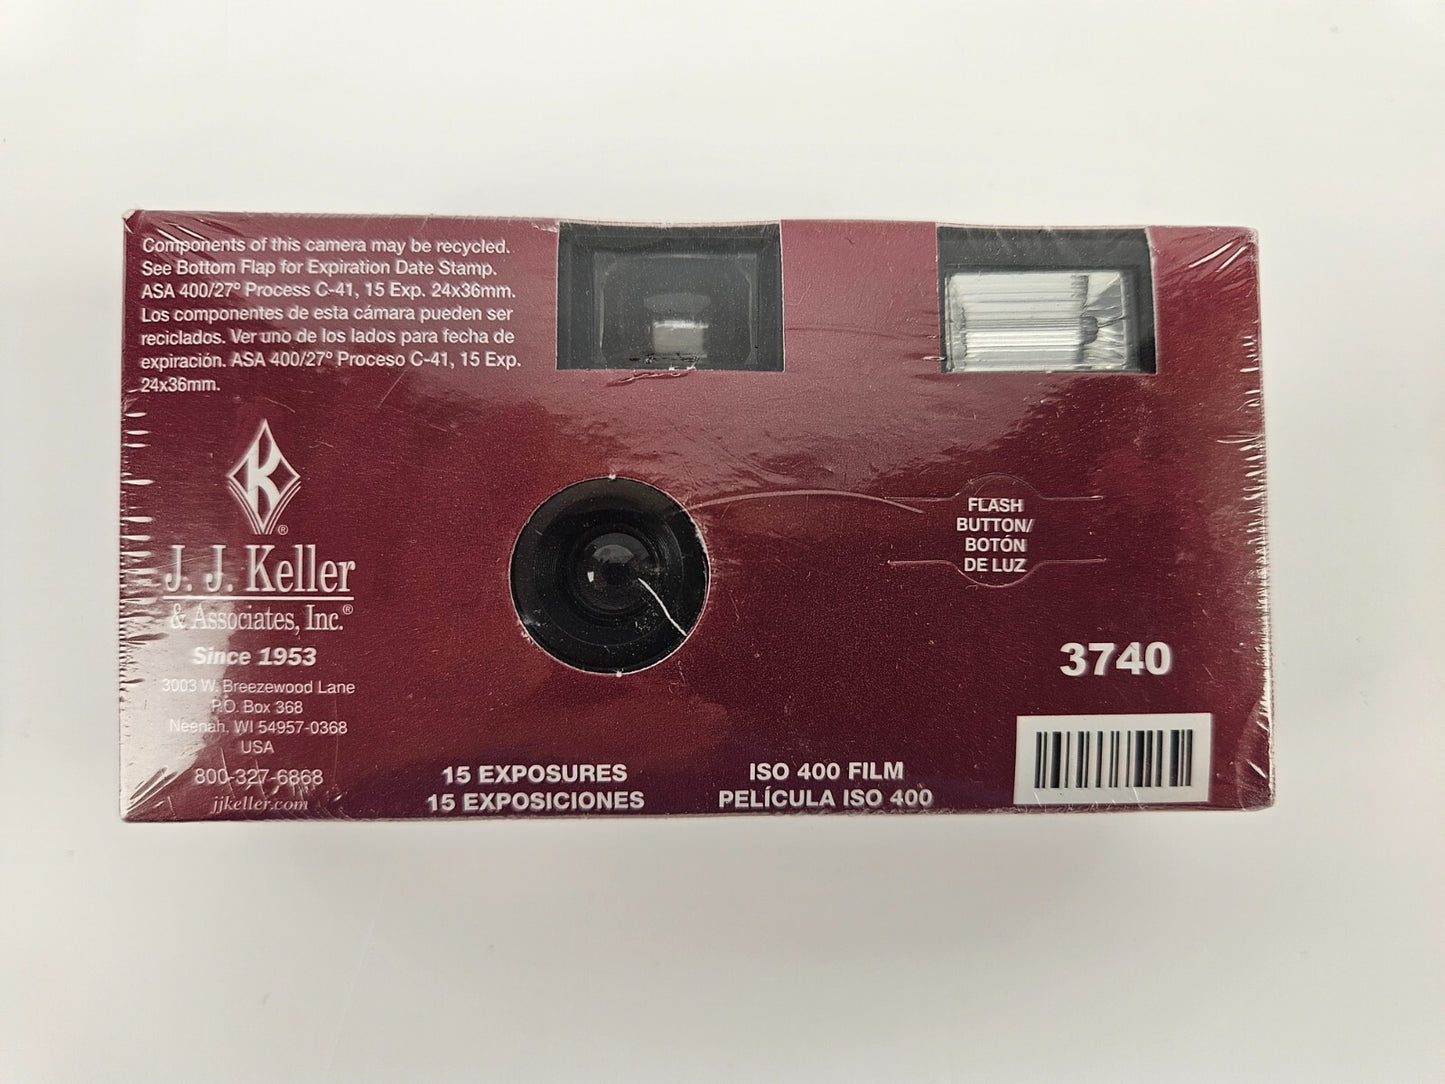 Components of this camera may be recycled.
See Bottom Flap for Expiration Date Stamp.
ASA 400/27º Process C-41, 15 Exp. 24x36mm.
Los componentes de esta cámara pueden ser
reciclados. Ver uno de los lados para fecha de
expiración. ASA 400/27º Proceso C-41, 15 Exp.
24x36mm.
K®
J. J. Keller
& Associates, Inc.®
Since 1953
3003 W. Breezewood Lane
P.O. Box 368
Neenah, WI 54957-0368
USA
800-327-6868
jjkeller.com
FLASH
BUTTON/
BOTÓN
DE LUZ
3740
15 EXPOSURES
15 EXPOSICIONES
ISO 400 FILM
PELÍCULA ISO 400